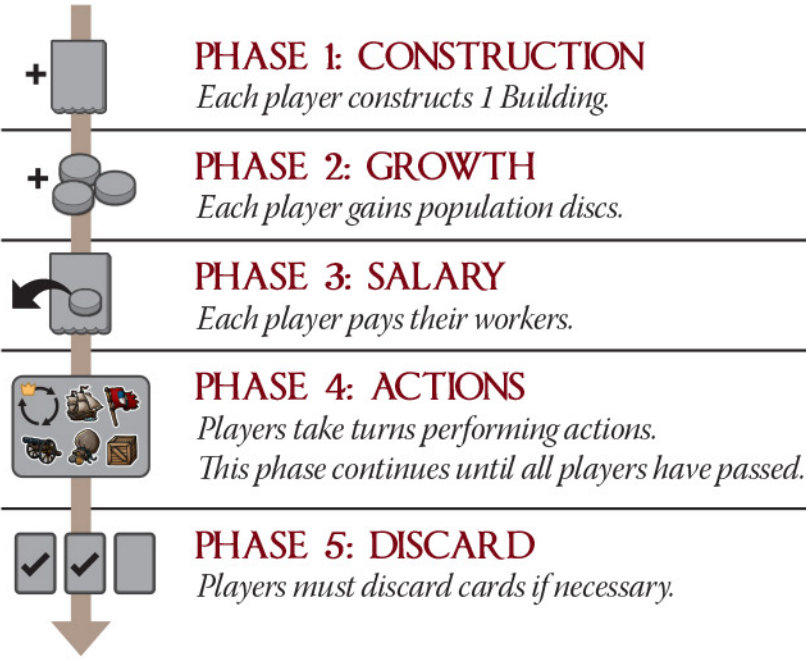 PHASE 1: CONSTRUCTION
Each player constructs 1 Building.
PHASE 2: GROWTH
Each player gains population discs.
PHASE 3: SALARY
Each player pays their workers.
PHASE 4: ACTIONS
Players take turns performing actions.
This phase continues until all players have passed.
PHASE 5: DISCARD
Players must discard cards if necessary.